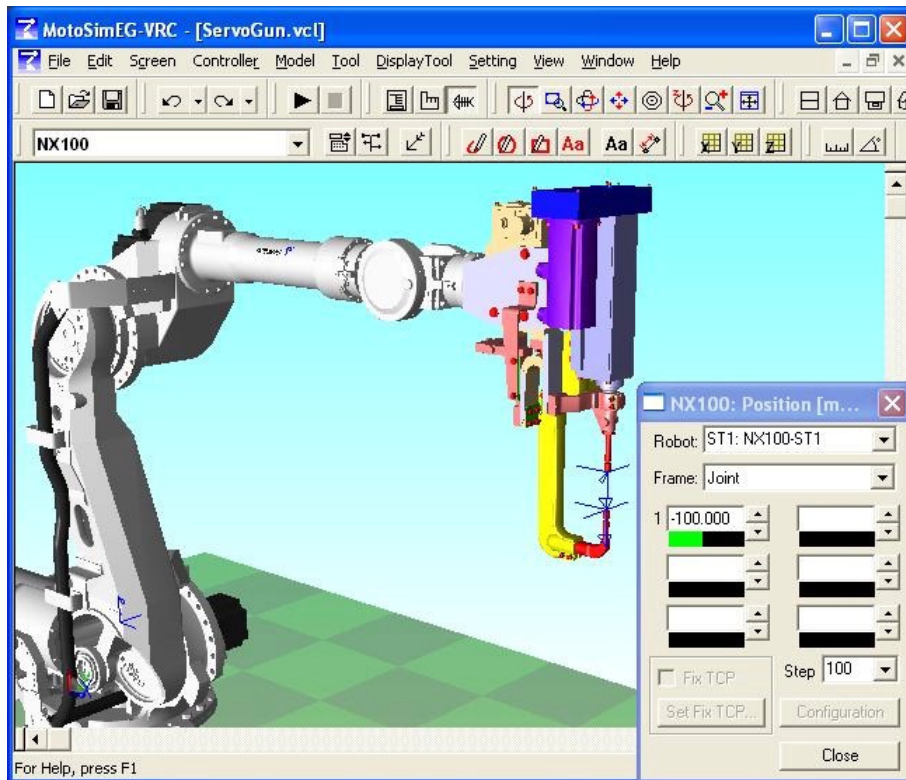 MotoSimEG-VRC - [ServoGun.vcl]
File Edit Screen Controller Model Tool DisplayTool Setting View Window Help
NX100
Aa Aa
X Y Z
NX100: Position [m...
Robot: ST1: NX100-ST1
Frame: Joint
1 -100.000
Fix TCP
Step 100
Set Fix TCP... Configuration
Close
For Help, press F1